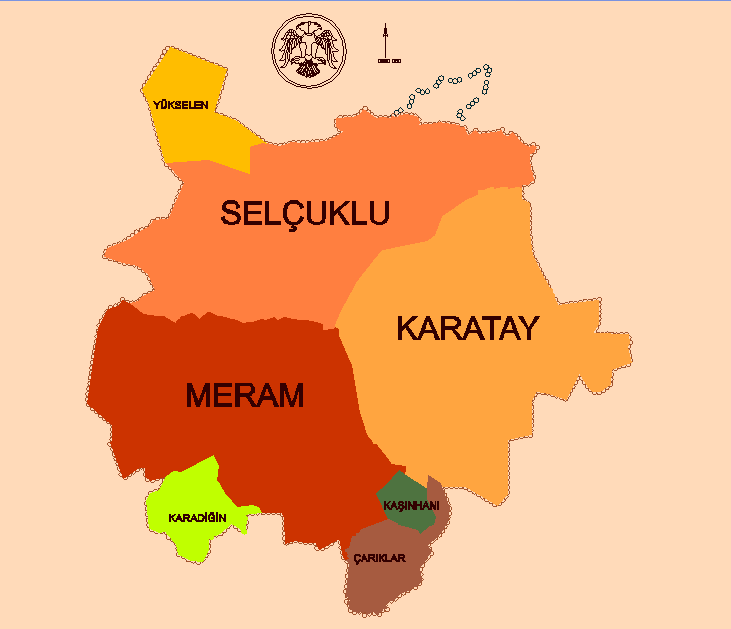 YÜKSELEN
SELÇUKLU
KARATAY
MERAM
KAŞINHANI
KARADİĞİN
ÇARIKLAR